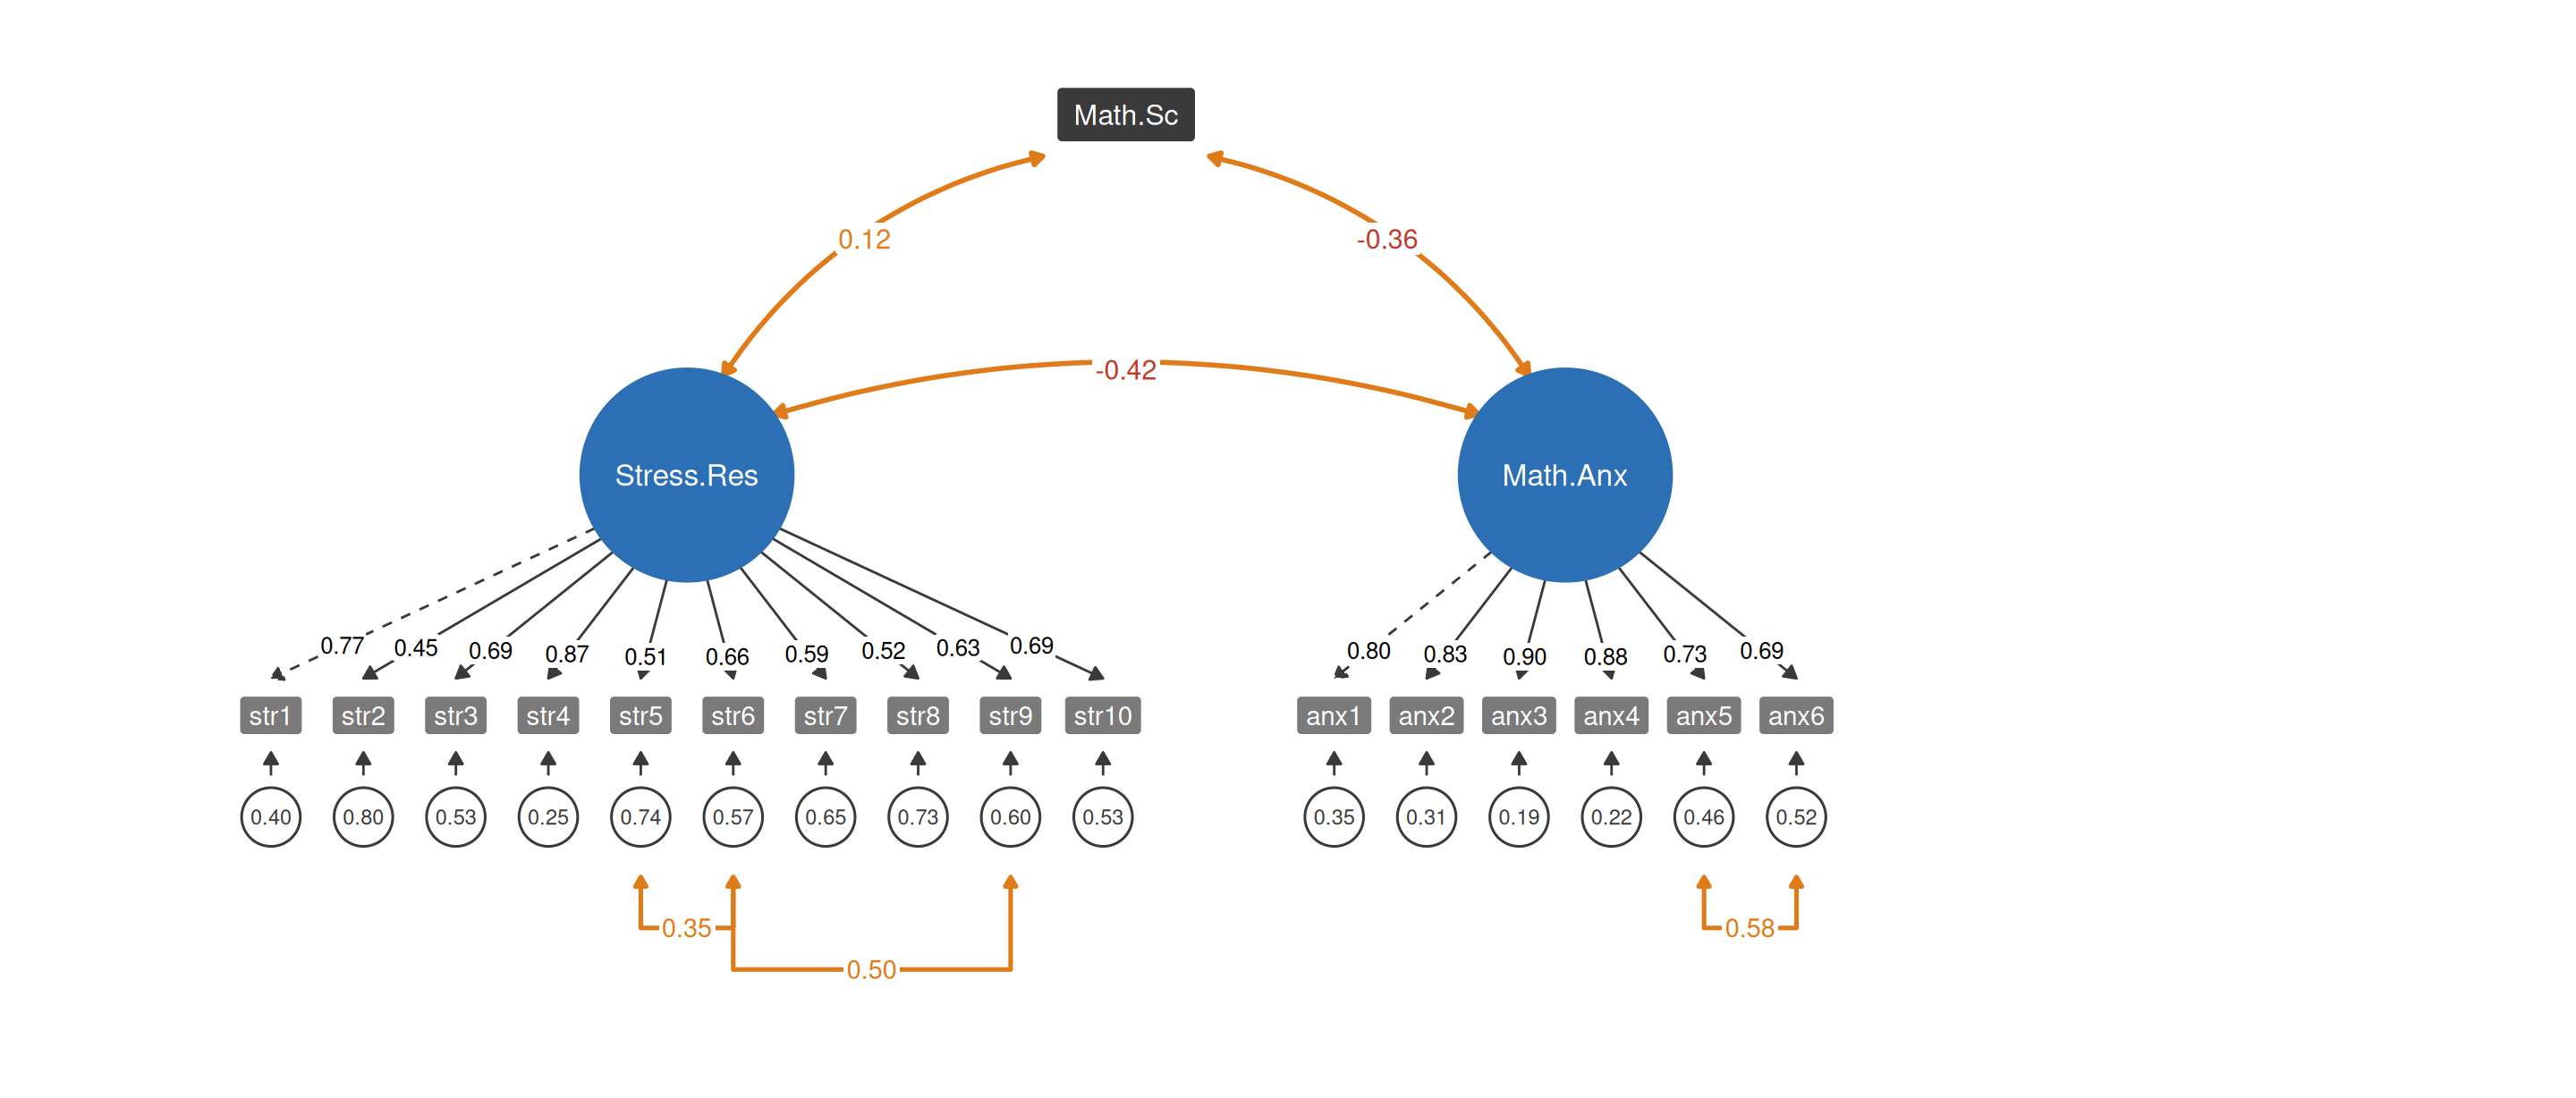 Math.Sc
0.12
-0.36
-0.42
Stress.Res
Math.Anx
0.77 0.45 0.69 0.87 0.51 0.66 0.59 0.52 0.63 0.69
0.80 0.83 0.90 0.88 0.73 0.69
str1 str2 str3 str4 str5 str6 str7 str8 str9 str10
anx1 anx2 anx3 anx4 anx5 anx6
0.40 0.80 0.53 0.25 0.74 0.57 0.65 0.73 0.60 0.53
0.35 0.31 0.19 0.22 0.46 0.52
0.35
0.58
0.50